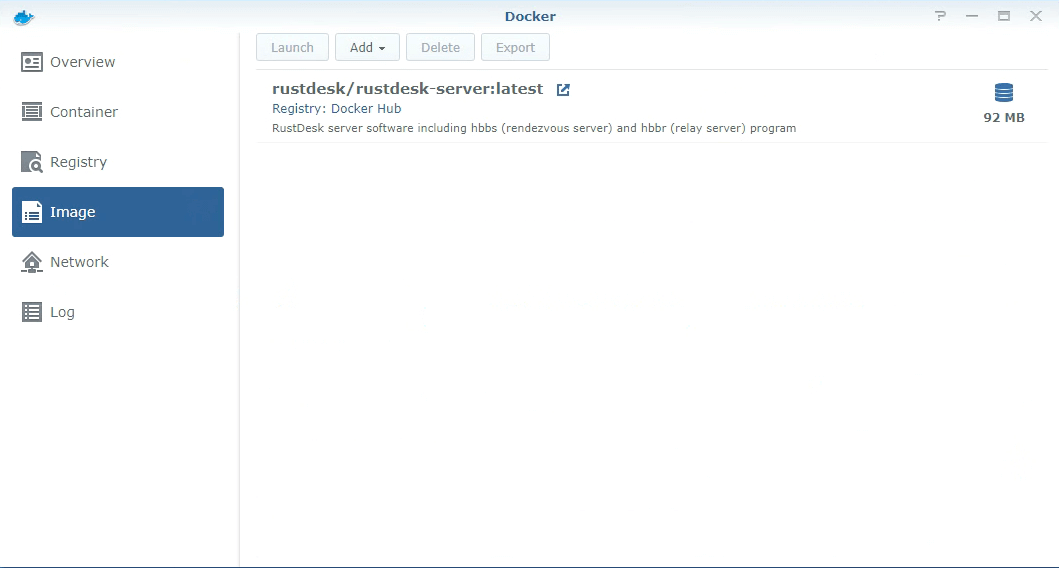 Docker
Overview
Container
Registry
Image
Network
Log
Launch
Add
Delete
Export
rustdesk/rustdesk-server:latest
Registry: Docker Hub
RustDesk server software including hbbs (rendezvous server) and hbbr (relay server) program
92 MB